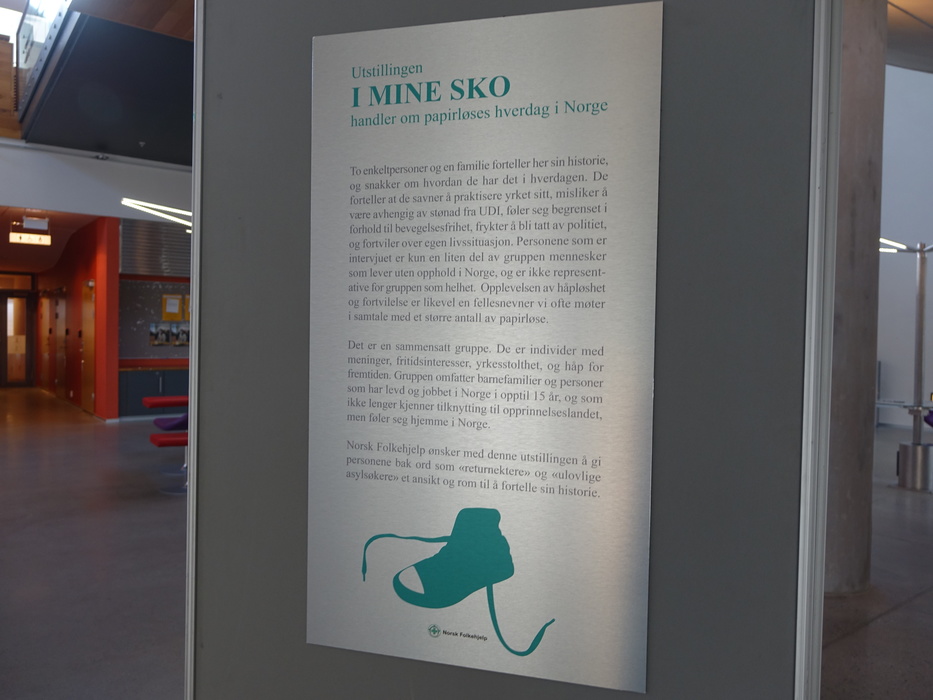 Utstillingen
I MINE SKO
handler om papirløses hverdag i Norge
To enkeltpersoner og en familie forteller her sin historie,
og snakker om hvordan de har det i hverdagen. De
forteller at de savner å praktisere yrket sitt, misliker å
være avhengig av stønad fra UDI, føler seg begrenset i
forhold til bevegelsesfrihet, frykter å bli tatt av politiet,
og fortviler over egen livssituasjon. Personene som er
intervjuet er kun en liten del av gruppen mennesker
som lever uten opphold i Norge, og er ikke represent-
ative for gruppen som helhet. Opplevelsen av håpløshet
og fortvilelse er likevel en fellesnevner vi ofte møter
i samtale med et større antall av papirløse.
Det er en sammensatt gruppe. De er individer med
meninger, fritidsinteresser, yrkesstolthet, og håp for
fremtiden. Gruppen omfatter barnefamilier og personer
som har levd og jobbet i Norge i opptil 15 år, og som
ikke lenger kjenner tilknytting til opprinnelseslandet,
men føler seg hjemme i Norge.
Norsk Folkehjelp ønsker med denne utstillingen å gi
personene bak ord som «returnektere» og «ulovlige
asylsøkere» et ansikt og rom til å fortelle sin historie.
Norsk Folkehjelp